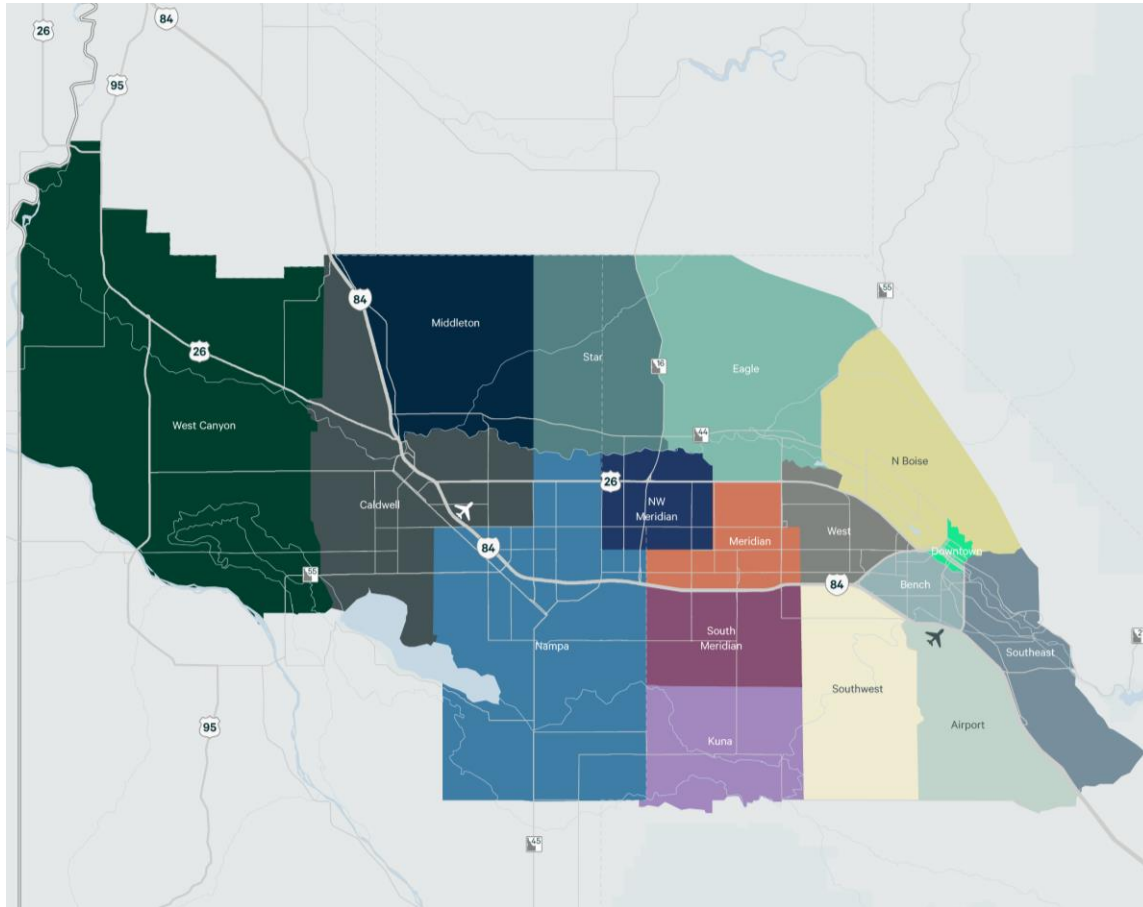 84
26
95
55
84
Middleton
16
Star
26
Eagle
West Canyon
44
N Boise
26
NW
Meridian
Caldwell
Meridian
West
84
Downtown
55
84
Bench
South
Meridian
Nampa
Southeast
Southwest
95
Airport
Kuna
45